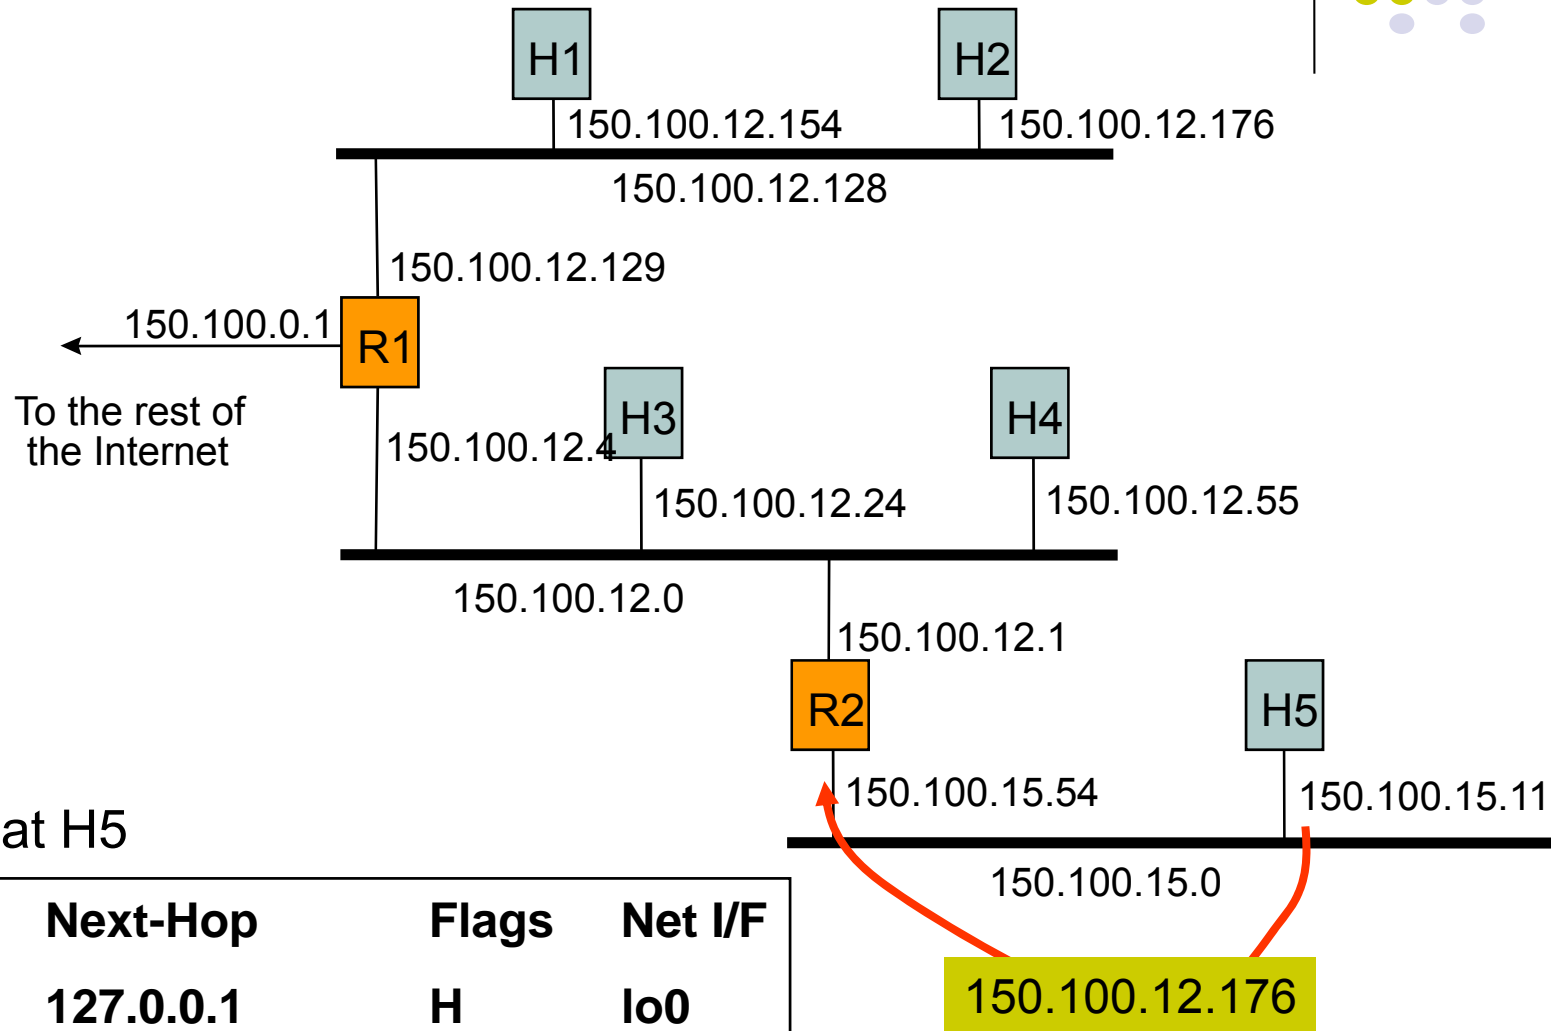 H1
H2
150.100.12.154
150.100.12.176
150.100.12.128
150.100.12.129
150.100.0.1
R1
To the rest of
the Internet
H3
H4
150.100.12.4
150.100.12.24
150.100.12.55
150.100.12.0
150.100.12.1
R2
H5
150.100.15.54
150.100.15.11
at H5
150.100.15.0
Next-Hop Flags Net I/F
127.0.0.1 H lo0
150.100.12.176